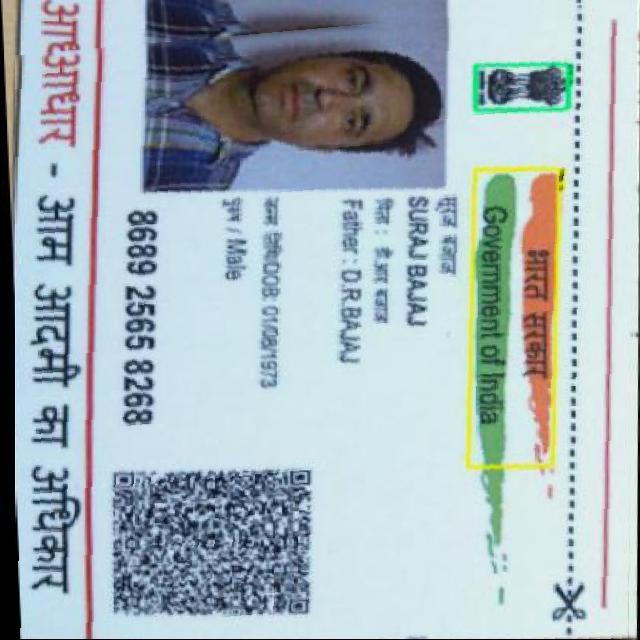 भारत सरकार
Government of India
सूरज बजाज
SURAJ BAJAJ
पिता : डी.आर बजाज
Father : D.R.BAJAJ
जन्म तिथि/DOB: 01/08/1973
पुरुष / Male
8689 2565 8268
आधार - आम आदमी का अधिकार